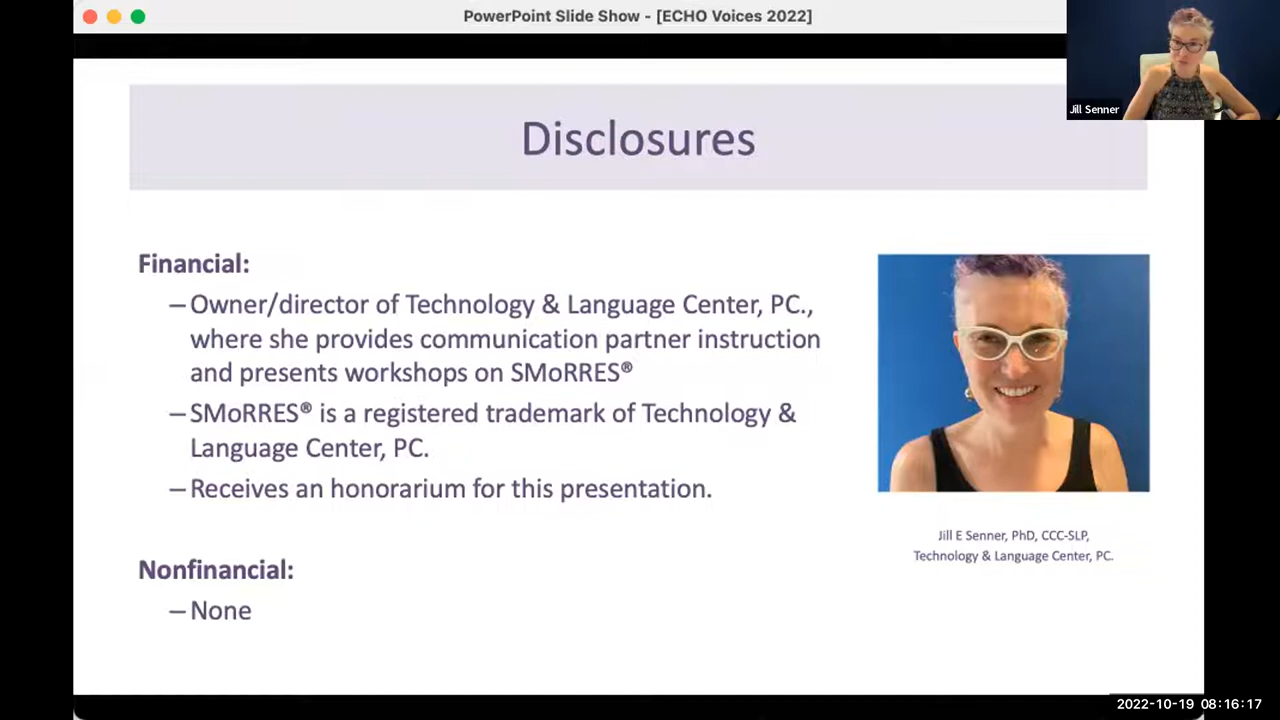 PowerPoint Slide Show - [ECHO Voices 2022]
Jill Senner
Disclosures
Financial:
– Owner/director of Technology & Language Center, PC.,
where she provides communication partner instruction
and presents workshops on SMoRRES®
– SMoRRES® is a registered trademark of Technology &
Language Center, PC.
– Receives an honorarium for this presentation.
Nonfinancial:
– None
Jill E Senner, PhD, CCC-SLP,
Technology & Language Center, PC.
2022-10-19 08:16:17